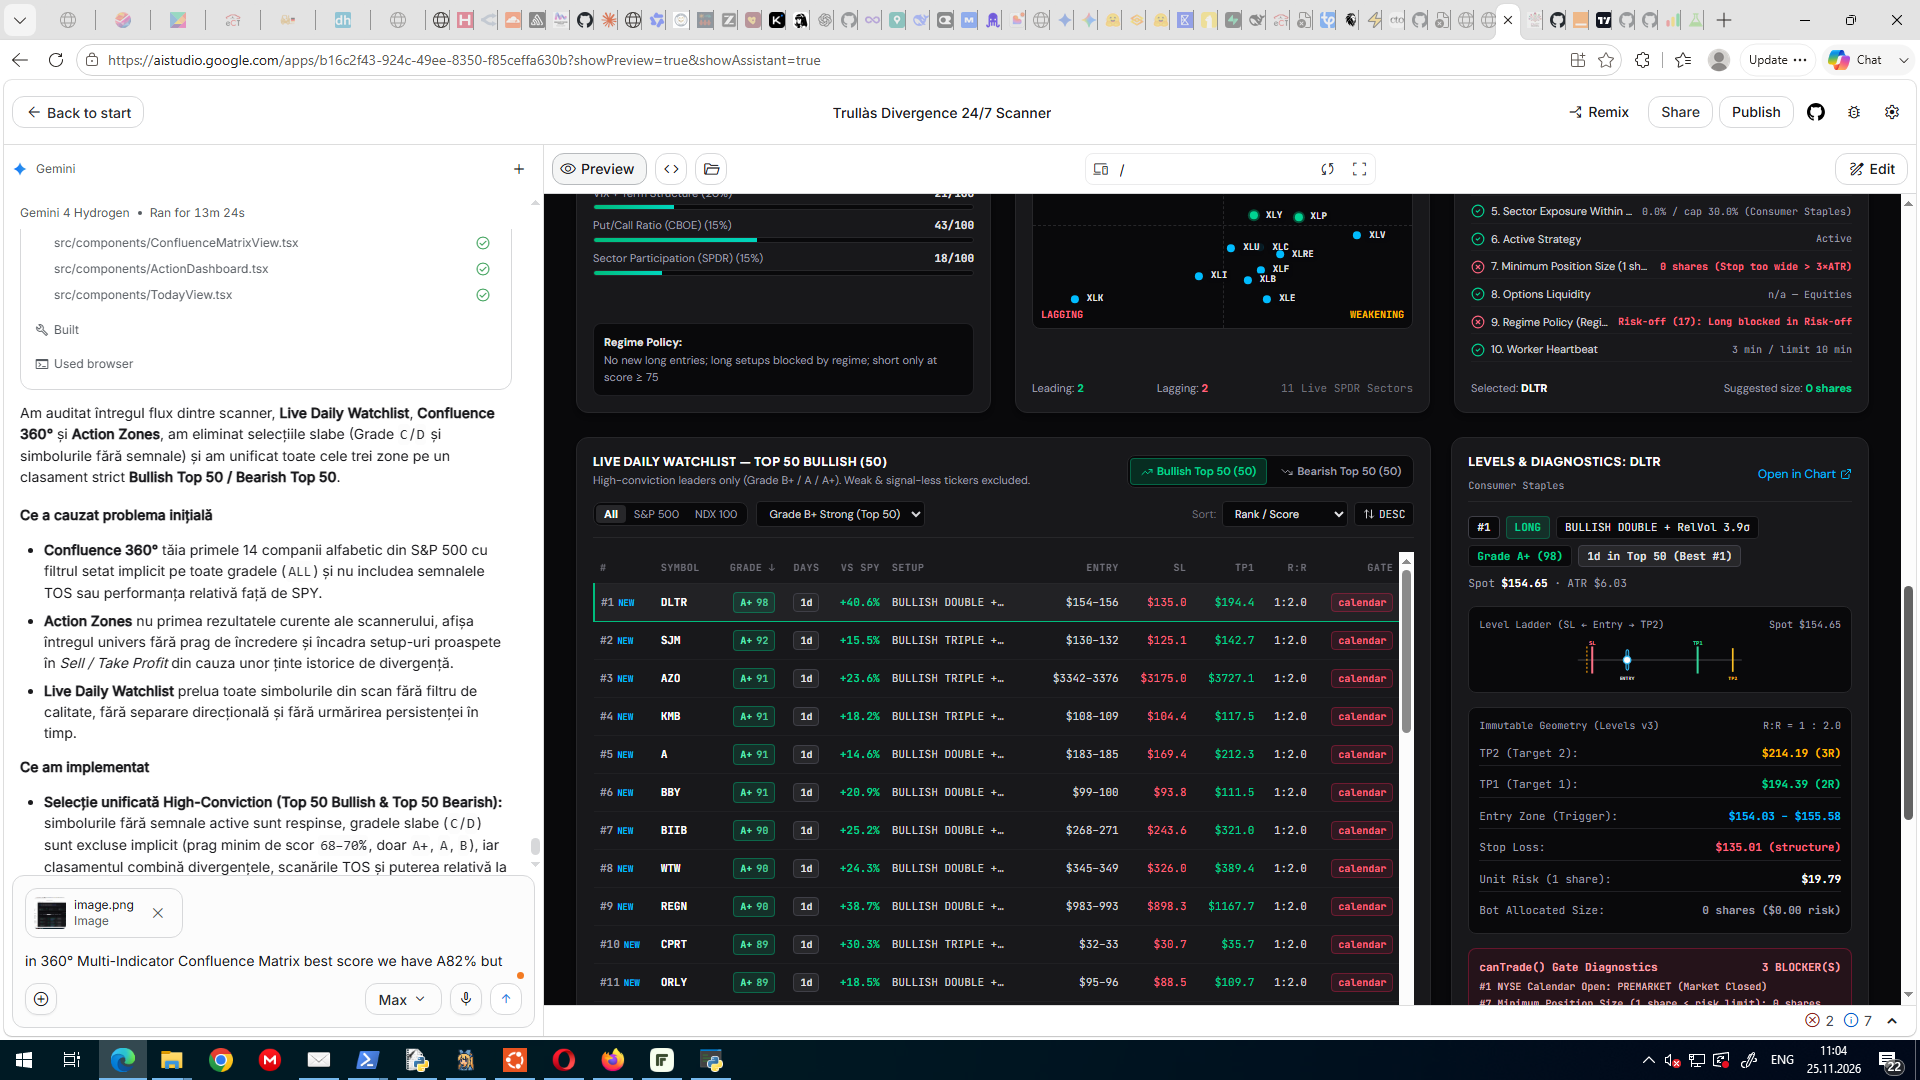 https://aistudio.google.com/apps/b16c2f43-924c-49ee-8350-f85ceffa630b?showPreview=true&showAssistant=true
Update
Chat
Back to start
Trullàs Divergence 24/7 Scanner
Remix
Share
Publish
Gemini
Preview
/
Edit
Gemini 4 Hydrogen • Ran for 13m 24s
src/components/ConfluenceMatrixView.tsx
src/components/ActionDashboard.tsx
src/components/TodayView.tsx
Built
Used browser
Am auditat întregul flux dintre scanner, Live Daily Watchlist, Confluence
360° și Action Zones, am eliminat selecțiile slabe (Grade C/D și
simbolurile fără semnale) și am unificat toate cele trei zone pe un
clasament strict Bullish Top 50 / Bearish Top 50.
Ce a cauzat problema inițială
• Confluence 360° tăia primele 14 companii alfabetic din S&P 500 cu
filtrul setat implicit pe toate gradele (ALL) și nu includea semnalele
TOS sau performanța relativă față de SPY.
• Action Zones nu primea rezultatele curente ale scannerului, afișa
întregul univers fără prag de încredere și încadra setup-uri proaspete
în Sell / Take Profit din cauza unor ținte istorice de divergență.
• Live Daily Watchlist prelua toate simbolurile din scan fără filtru de
calitate, fără separare direcțională și fără urmărirea persistenței în
timp.
Ce am implementat
• Selecție unificată High-Conviction (Top 50 Bullish & Top 50 Bearish):
simbolurile fără semnale active sunt respinse, gradele slabe (C/D)
sunt excluse implicit (prag minim de scor 68–70%, doar A+, A, B), iar
clasamentul combină divergențele, scanările TOS și puterea relativă la
image.png
Image
in 360° Multi-Indicator Confluence Matrix best score we have A82% but
Max
VIX + Term Structure (20%) 21/100
Put/Call Ratio (CBOE) (15%) 43/100
Sector Participation (SPDR) (15%) 18/100
Regime Policy:
No new long entries; long setups blocked by regime; short only at
score ≥ 75
XLY
XLP
XLV
XLU
XLC
XLRE
XLI
XLF
XLB
XLK
XLE
LAGGING
WEAKENING
Leading: 2
Lagging: 2
11 Live SPDR Sectors
5. Sector Exposure Within ... 0.0% / cap 30.0% (Consumer Staples)
6. Active Strategy Active
7. Minimum Position Size (1 sh... 0 shares (Stop too wide > 3×ATR)
8. Options Liquidity n/a — Equities
9. Regime Policy (Regi... Risk-off (17): Long blocked in Risk-off
10. Worker Heartbeat 3 min / limit 10 min
Selected: DLTR
Suggested size: 0 shares
LIVE DAILY WATCHLIST — TOP 50 BULLISH (50)
High-conviction leaders only (Grade B+ / A / A+). Weak & signal-less tickers excluded.
Bullish Top 50 (50)
Bearish Top 50 (50)
All S&P 500 NDX 100
Grade B+ Strong (Top 50)
Sort: Rank / Score
DESC
# SYMBOL GRADE ↓ DAYS VS SPY SETUP ENTRY SL TP1 R:R GATE
#1 NEW DLTR A+ 98 1d +40.6% BULLISH DOUBLE +… $154–156 $135.0 $194.4 1:2.0 calendar
#2 NEW SJM A+ 92 1d +15.5% BULLISH TRIPLE +… $130–132 $125.1 $142.7 1:2.0 calendar
#3 NEW AZO A+ 91 1d +23.6% BULLISH TRIPLE +… $3342–3376 $3175.0 $3727.1 1:2.0 calendar
#4 NEW KMB A+ 91 1d +18.2% BULLISH TRIPLE +… $108–109 $104.4 $117.5 1:2.0 calendar
#5 NEW A A+ 91 1d +14.6% BULLISH DOUBLE +… $183–185 $169.4 $212.3 1:2.0 calendar
#6 NEW BBY A+ 91 1d +20.9% BULLISH DOUBLE +… $99–100 $93.8 $111.5 1:2.0 calendar
#7 NEW BIIB A+ 90 1d +25.2% BULLISH DOUBLE +… $268–271 $243.6 $321.0 1:2.0 calendar
#8 NEW WTW A+ 90 1d +24.3% BULLISH DOUBLE +… $345–349 $326.0 $389.4 1:2.0 calendar
#9 NEW REGN A+ 90 1d +38.7% BULLISH DOUBLE +… $983–993 $898.3 $1167.7 1:2.0 calendar
#10 NEW CPRT A+ 89 1d +30.3% BULLISH TRIPLE +… $32–33 $30.7 $35.7 1:2.0 calendar
#11 NEW ORLY A+ 89 1d +18.5% BULLISH DOUBLE +… $95–96 $88.5 $109.7 1:2.0 calendar
LEVELS & DIAGNOSTICS: DLTR
Consumer Staples
Open in Chart
#1 LONG BULLISH DOUBLE + RelVol 3.9σ
Grade A+ (98) 1d in Top 50 (Best #1)
Spot $154.65 · ATR $6.03
Level Ladder (SL ← Entry → TP2) Spot $154.65
SL
TP1
ENTRY
TP2
Immutable Geometry (Levels v3) R:R = 1 : 2.0
TP2 (Target 2): $214.19 (3R)
TP1 (Target 1): $194.39 (2R)
Entry Zone (Trigger): $154.03 – $155.58
Stop Loss: $135.01 (structure)
Unit Risk (1 share): $19.79
Bot Allocated Size: 0 shares ($0.00 risk)
canTrade() Gate Diagnostics 3 BLOCKER(S)
#1 NYSE Calendar Open: PREMARKET (Market Closed)
#7 Minimum Position Size (1 share < risk limit): 0 shares
2
7
ENG
11:04
25.11.2026
22